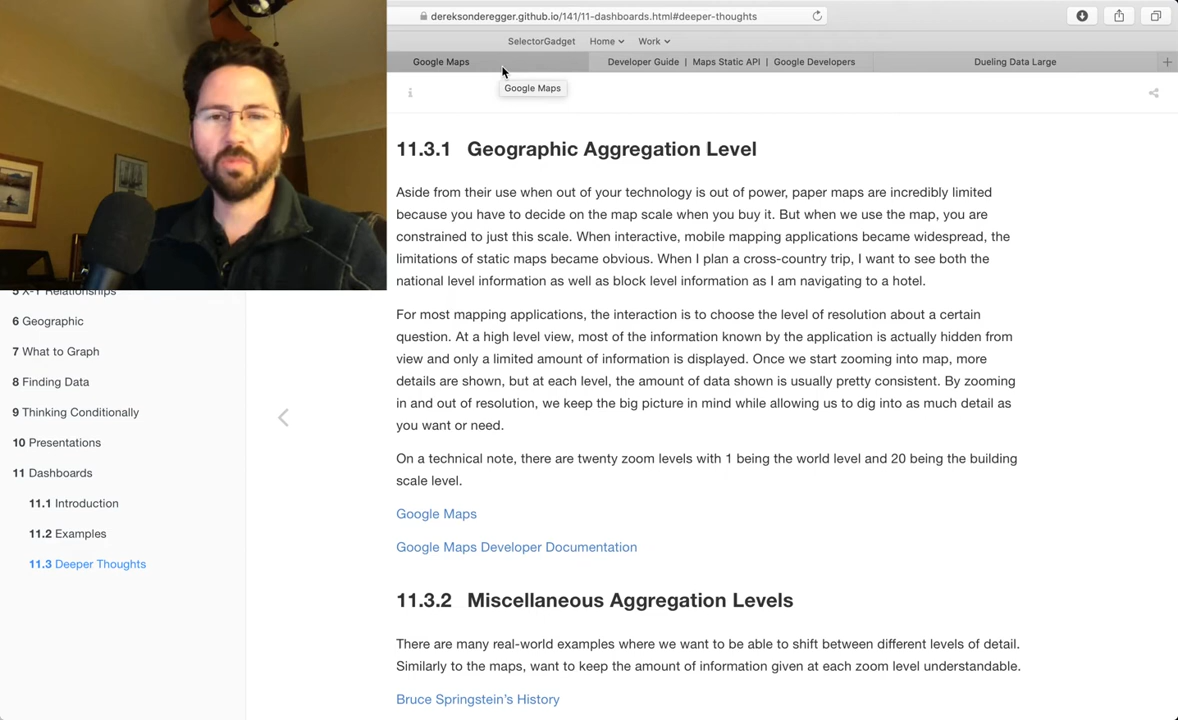 dereksonderegger.github.io/141/11-dashboards.html#deeper-thoughts
SelectorGadget Home Work
Google Maps Developer Guide | Maps Static API | Google Developers Dueling Data Large
Google Maps
11.3.1 Geographic Aggregation Level
Aside from their use when out of your technology is out of power, paper maps are incredibly limited
because you have to decide on the map scale when you buy it. But when we use the map, you are
constrained to just this scale. When interactive, mobile mapping applications became widespread, the
limitations of static maps became obvious. When I plan a cross-country trip, I want to see both the
national level information as well as block level information as I am navigating to a hotel.
For most mapping applications, the interaction is to choose the level of resolution about a certain
question. At a high level view, most of the information known by the application is actually hidden from
view and only a limited amount of information is displayed. Once we start zooming into map, more
details are shown, but at each level, the amount of data shown is usually pretty consistent. By zooming
in and out of resolution, we keep the big picture in mind while allowing us to dig into as much detail as
you want or need.
On a technical note, there are twenty zoom levels with 1 being the world level and 20 being the building
scale level.
Google Maps
Google Maps Developer Documentation
11.3.2 Miscellaneous Aggregation Levels
There are many real-world examples where we want to be able to shift between different levels of detail.
Similarly to the maps, want to keep the amount of information given at each zoom level understandable.
Bruce Springstein's History
5 X-Y Relationships
6 Geographic
7 What to Graph
8 Finding Data
9 Thinking Conditionally
10 Presentations
11 Dashboards
11.1 Introduction
11.2 Examples
11.3 Deeper Thoughts